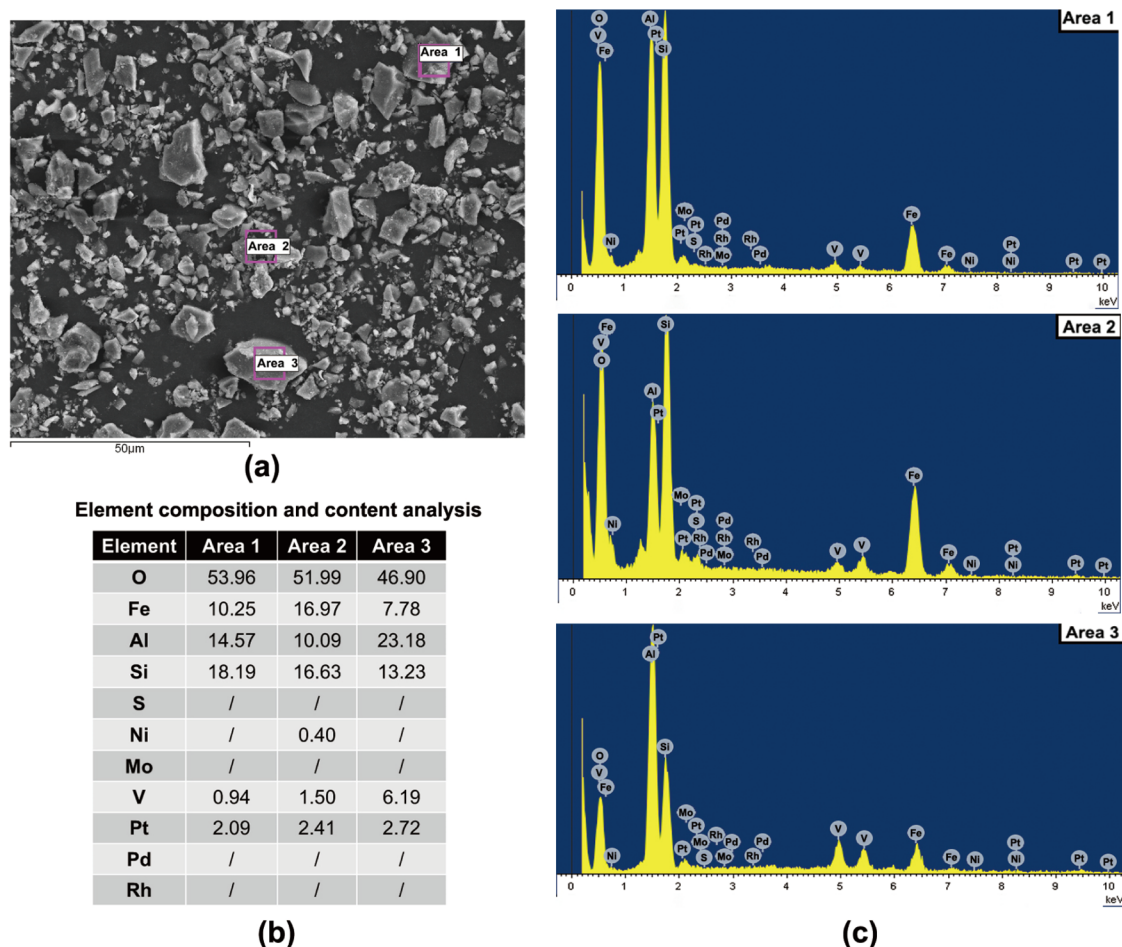 Area 1
Area 2
Area 3
50μm
(a)
Element composition and content analysis
Element Area 1 Area 2 Area 3
O 53.96 51.99 46.90
Fe 10.25 16.97 7.78
Al 14.57 10.09 23.18
Si 18.19 16.63 13.23
S / / /
Ni / 0.40 /
Mo / / /
V 0.94 1.50 6.19
Pt 2.09 2.41 2.72
Pd / / /
Rh / / /
(b)
Area 1
O Al
V Pt
Fe Si
Mo Pd
Pt Rh Rh Fe
Pt S Mo Pd Pt
Ni Rh V V Fe Ni Ni Pt Pt
0 1 2 3 4 5 6 7 8 9 10
keV
Area 2
Fe Si
V
O Al
Pt
Fe
Mo Pt
S Pd
Ni Rh Rh Rh Pt
Pt Pd Mo Pd V V Fe Ni Ni Pt Pt
0 1 2 3 4 5 6 7 8 9 10
keV
Area 3
Pt
Al
O Si
V
Fe
Mo
Pt Rh Pd Pd V V Fe Pt
Ni Pt Mo S Mo Rh Fe Ni Ni Pt Pt
0 1 2 3 4 5 6 7 8 9 10
keV
(c)